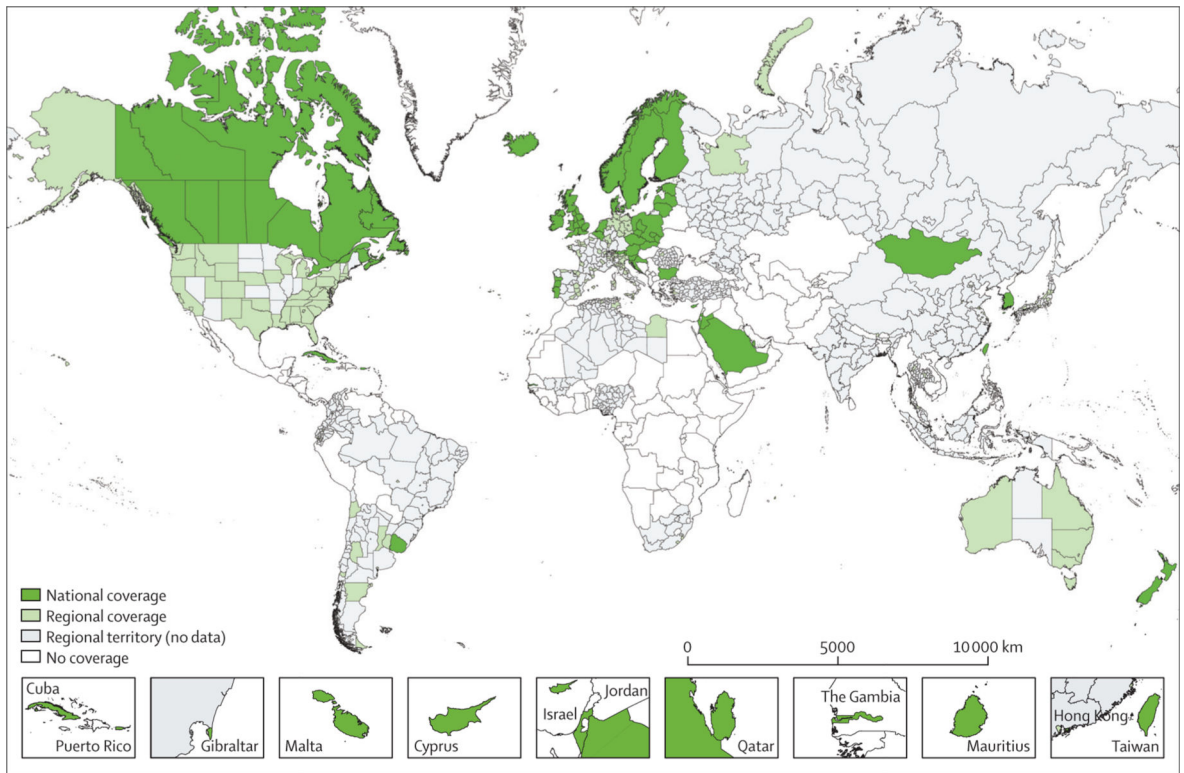 National coverage
Regional coverage
Regional territory (no data)
No coverage
0 5000 10 000 km
Cuba
Puerto Rico
Gibraltar
Malta
Cyprus
Jordan
Israel
Qatar
The Gambia
Mauritius
Hong Kong
Taiwan